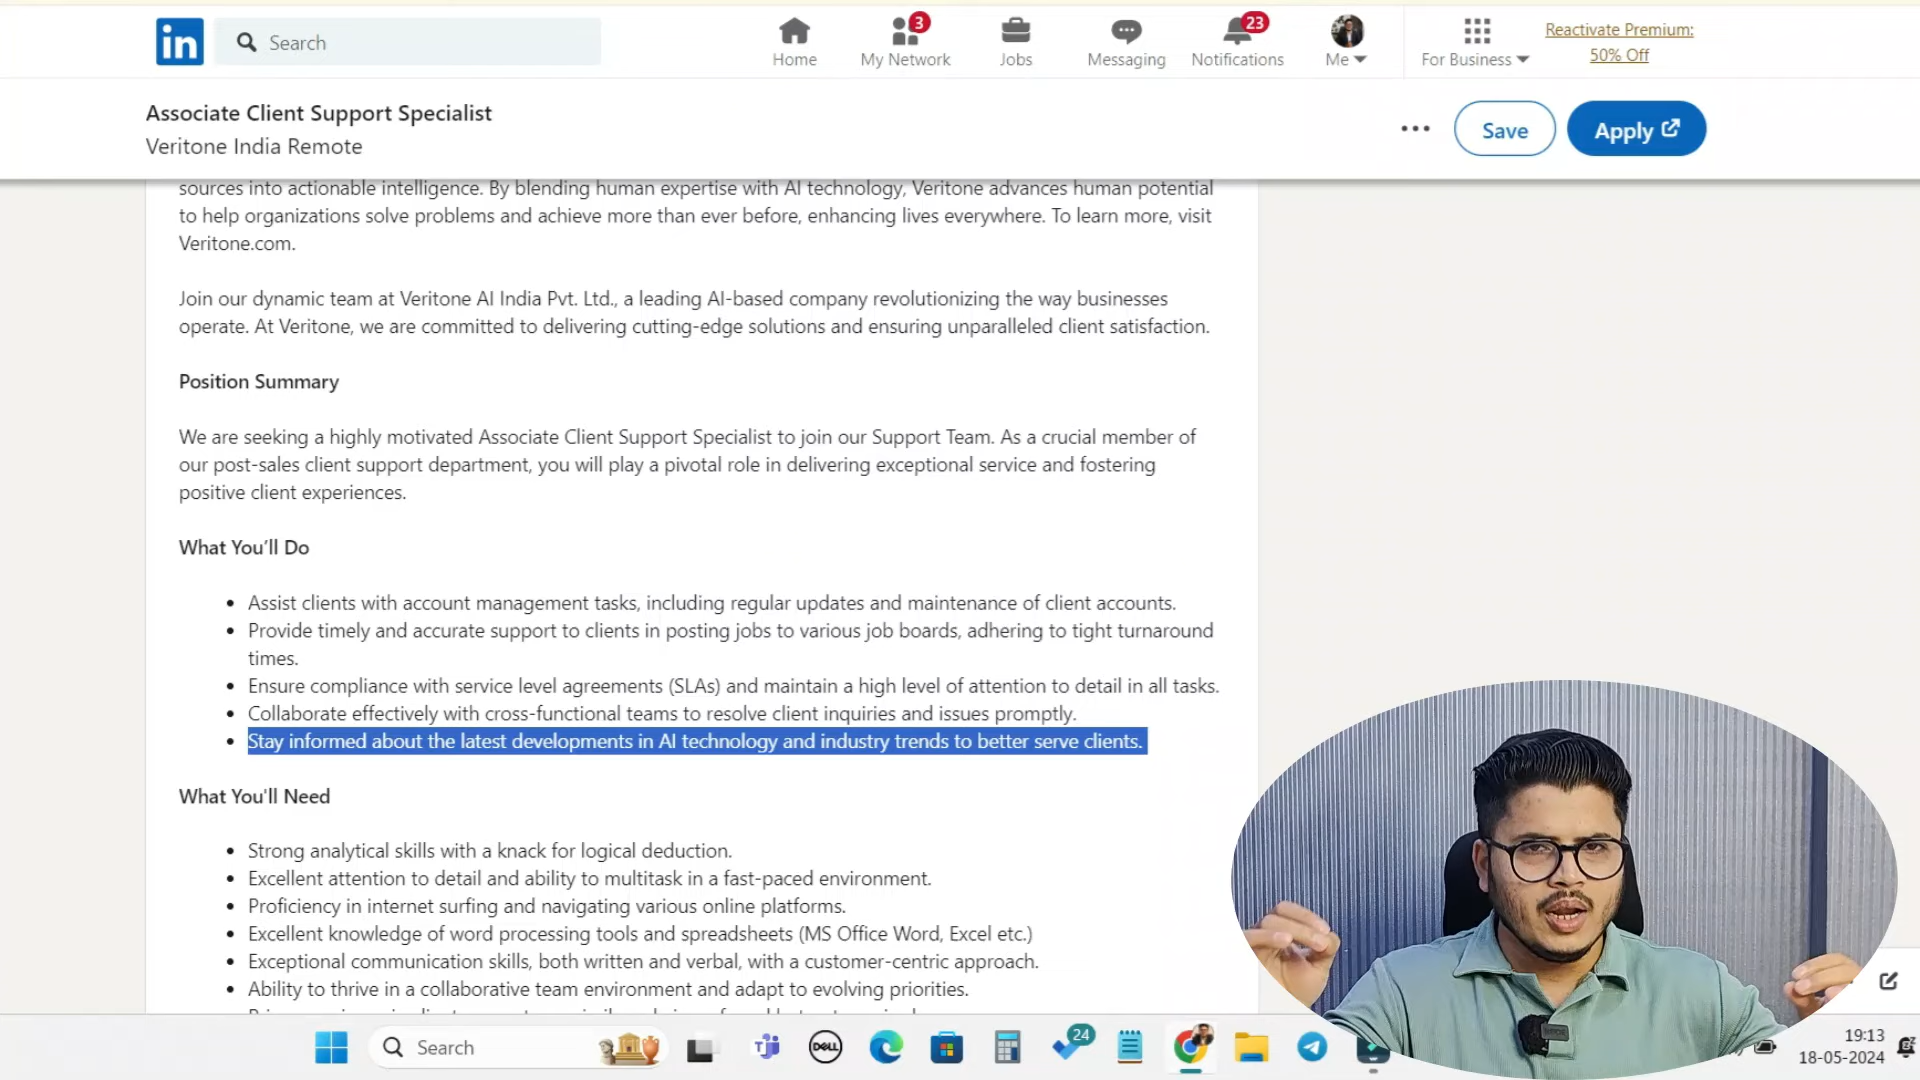 in
Search
Home
3
My Network
Jobs
Messaging
23
Notifications
Me
For Business
Reactivate Premium:
50% Off
Associate Client Support Specialist
Veritone India Remote
Save
Apply
sources into actionable intelligence. By blending human expertise with AI technology, Veritone advances human potential
to help organizations solve problems and achieve more than ever before, enhancing lives everywhere. To learn more, visit
Veritone.com.
Join our dynamic team at Veritone AI India Pvt. Ltd., a leading AI-based company revolutionizing the way businesses
operate. At Veritone, we are committed to delivering cutting-edge solutions and ensuring unparalleled client satisfaction.
Position Summary
We are seeking a highly motivated Associate Client Support Specialist to join our Support Team. As a crucial member of
our post-sales client support department, you will play a pivotal role in delivering exceptional service and fostering
positive client experiences.
What You'll Do
Assist clients with account management tasks, including regular updates and maintenance of client accounts.
Provide timely and accurate support to clients in posting jobs to various job boards, adhering to tight turnaround
times.
Ensure compliance with service level agreements (SLAs) and maintain a high level of attention to detail in all tasks.
Collaborate effectively with cross-functional teams to resolve client inquiries and issues promptly.
Stay informed about the latest developments in AI technology and industry trends to better serve clients.
What You'll Need
Strong analytical skills with a knack for logical deduction.
Excellent attention to detail and ability to multitask in a fast-paced environment.
Proficiency in internet surfing and navigating various online platforms.
Excellent knowledge of word processing tools and spreadsheets (MS Office Word, Excel etc.)
Exceptional communication skills, both written and verbal, with a customer-centric approach.
Ability to thrive in a collaborative team environment and adapt to evolving priorities.
Search
DELL
24
19:13
18-05-2024